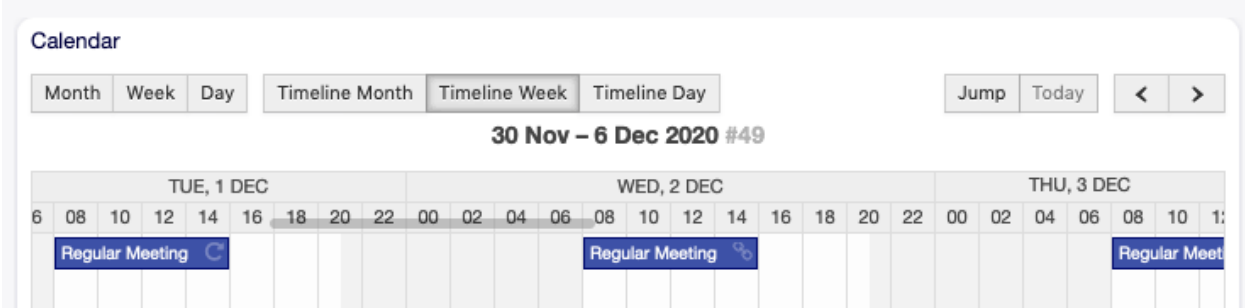 Calendar
Month Week Day Timeline Month Timeline Week Timeline Day Jump Today
30 Nov – 6 Dec 2020 #49
TUE, 1 DEC WED, 2 DEC THU, 3 DEC
6 08 10 12 14 16 18 20 22 00 02 04 06 08 10 12 14 16 18 20 22 00 02 04 06 08 10
Regular Meeting Regular Meeting Regular Meet